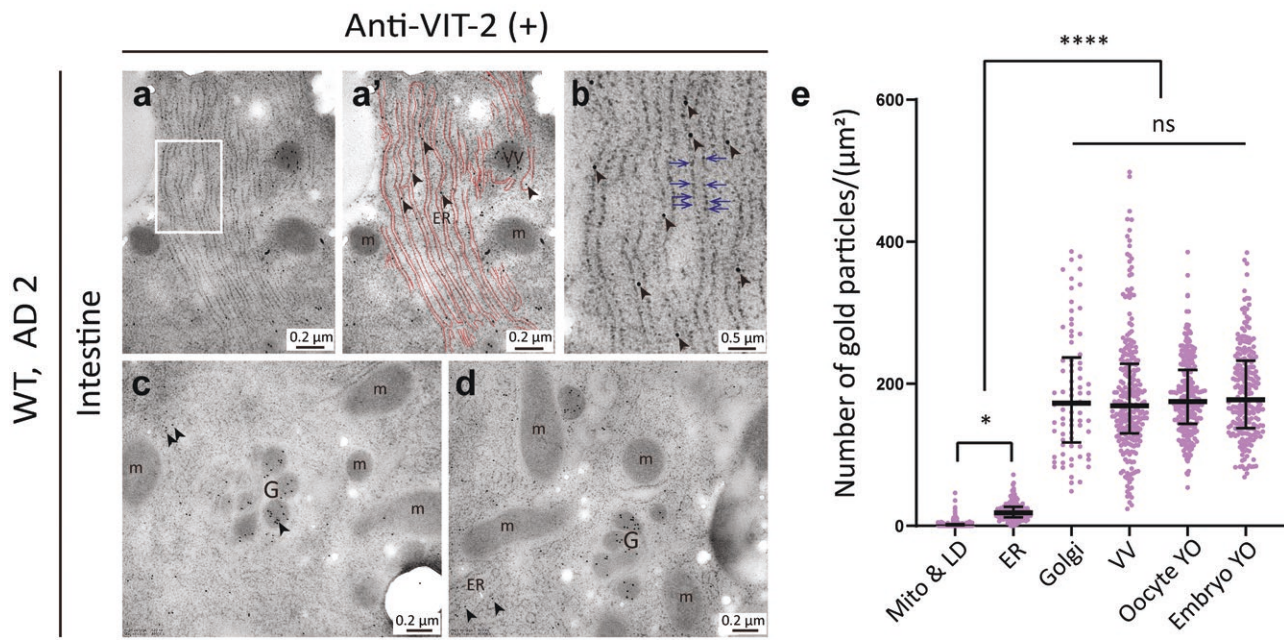 Anti-VIT-2 (+)
WT, AD 2
Intestine
a
0.2 µm
a'
VV
ER
m
m
0.2 µm
b
0.5 µm
c
m
m
m
m
G
0.2 µm
d
m
m
m
m
G
ER
0.2 µm
e
****
ns
*
Number of gold particles/(µm²)
600
400
200
0
Mito & LD
ER
Golgi
VV
Oocyte YO
Embryo YO